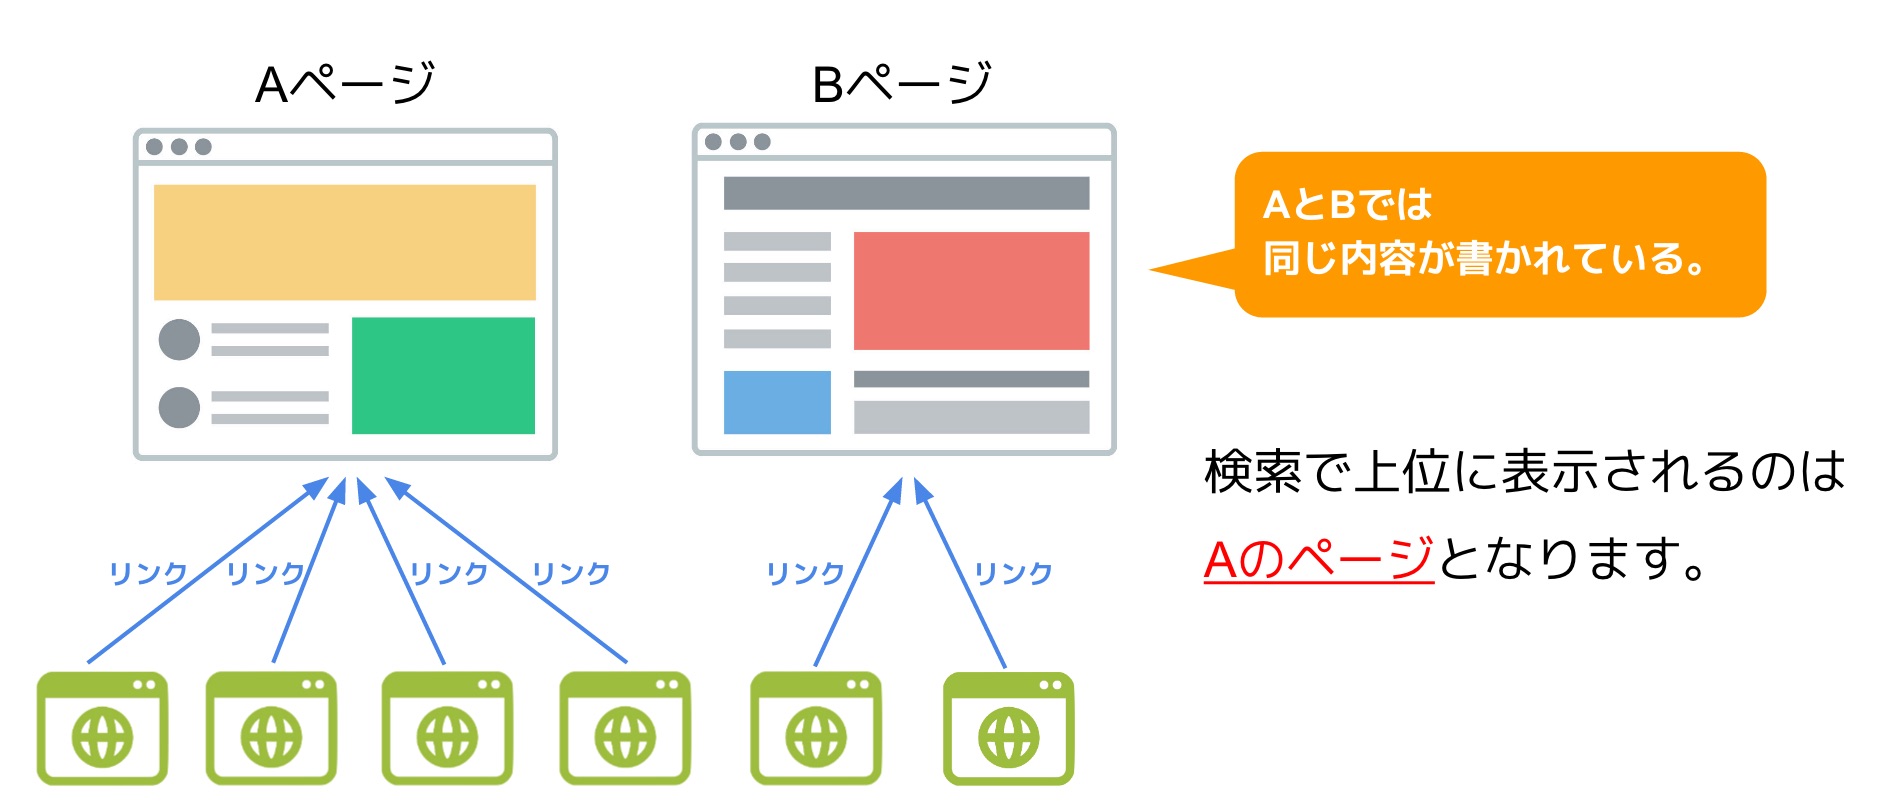 Aページ
Bページ
AとBでは
同じ内容が書かれている。
検索で上位に表示されるのは
Aのページとなります。
リンク
リンク
リンク
リンク
リンク
リンク